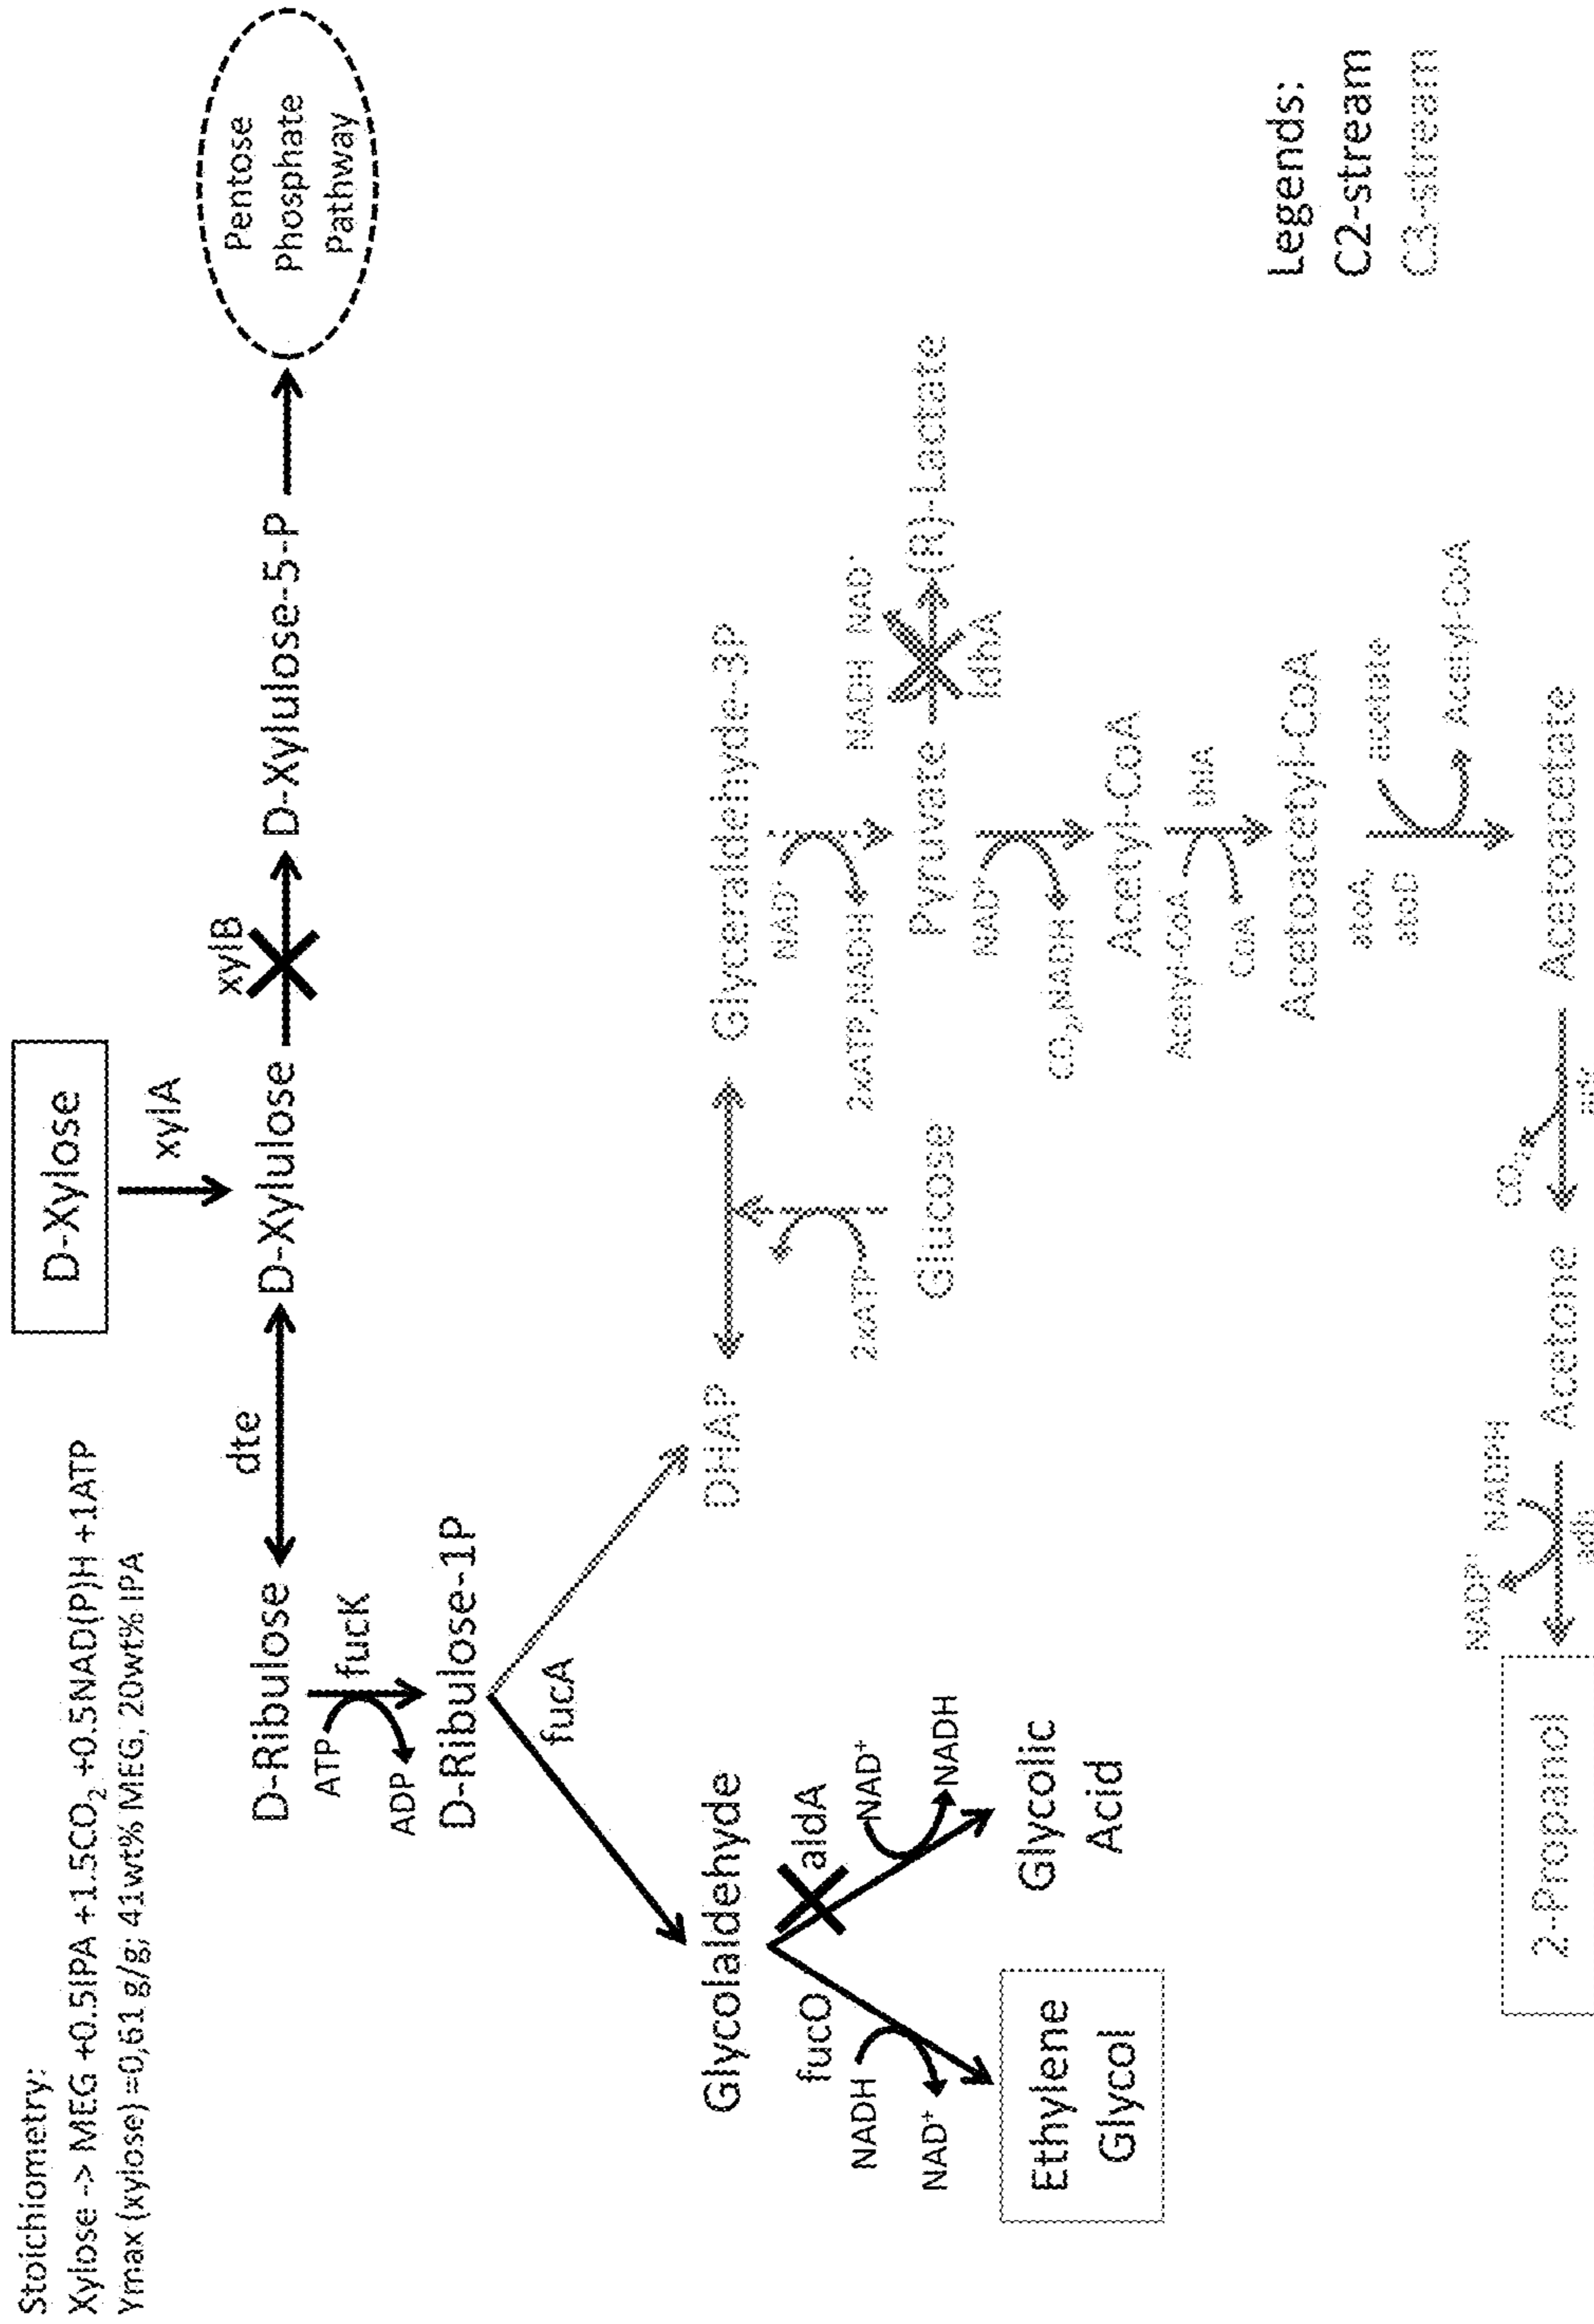 Stoichiometry:
Xylose -> MEG +0.5IPA +1.5CO₂ +0.5NAD(P)H +1ATP
Ymax (xylose) =0,61 g/g; 41wt% MEG, 20wt% IPA
D-Xylose
xylA
D-Ribulose
dte
D-Xylulose
xylB
D-Xylulose-5-P
Pentose
Phosphate
Pathway
ATP
fucK
ADP
D-Ribulose-1P
fucA
Glycolaldehyde
DHAP
Glyceraldehyde-3P
2xATP
Glucose
NAD⁺
2xATP,NADH
NADH NAD⁺
Pyruvate
(R)-Lactate
ldhA
fucO
aldA
NADH
NAD⁺
NAD⁺
NADH
Ethylene
Glycol
Glycolic
Acid
NAD⁺
CO₂,NADH
Acetyl-CoA
Acetyl-CoA
thlA
CoA
Acetoacetyl-CoA
atoA,
atoD
acetate
Acetyl-CoA
Acetoacetate
CO₂
Acetone
NADP⁺
NADPH
adh
2-Propanol
Legends:
C2-stream
C3-stream